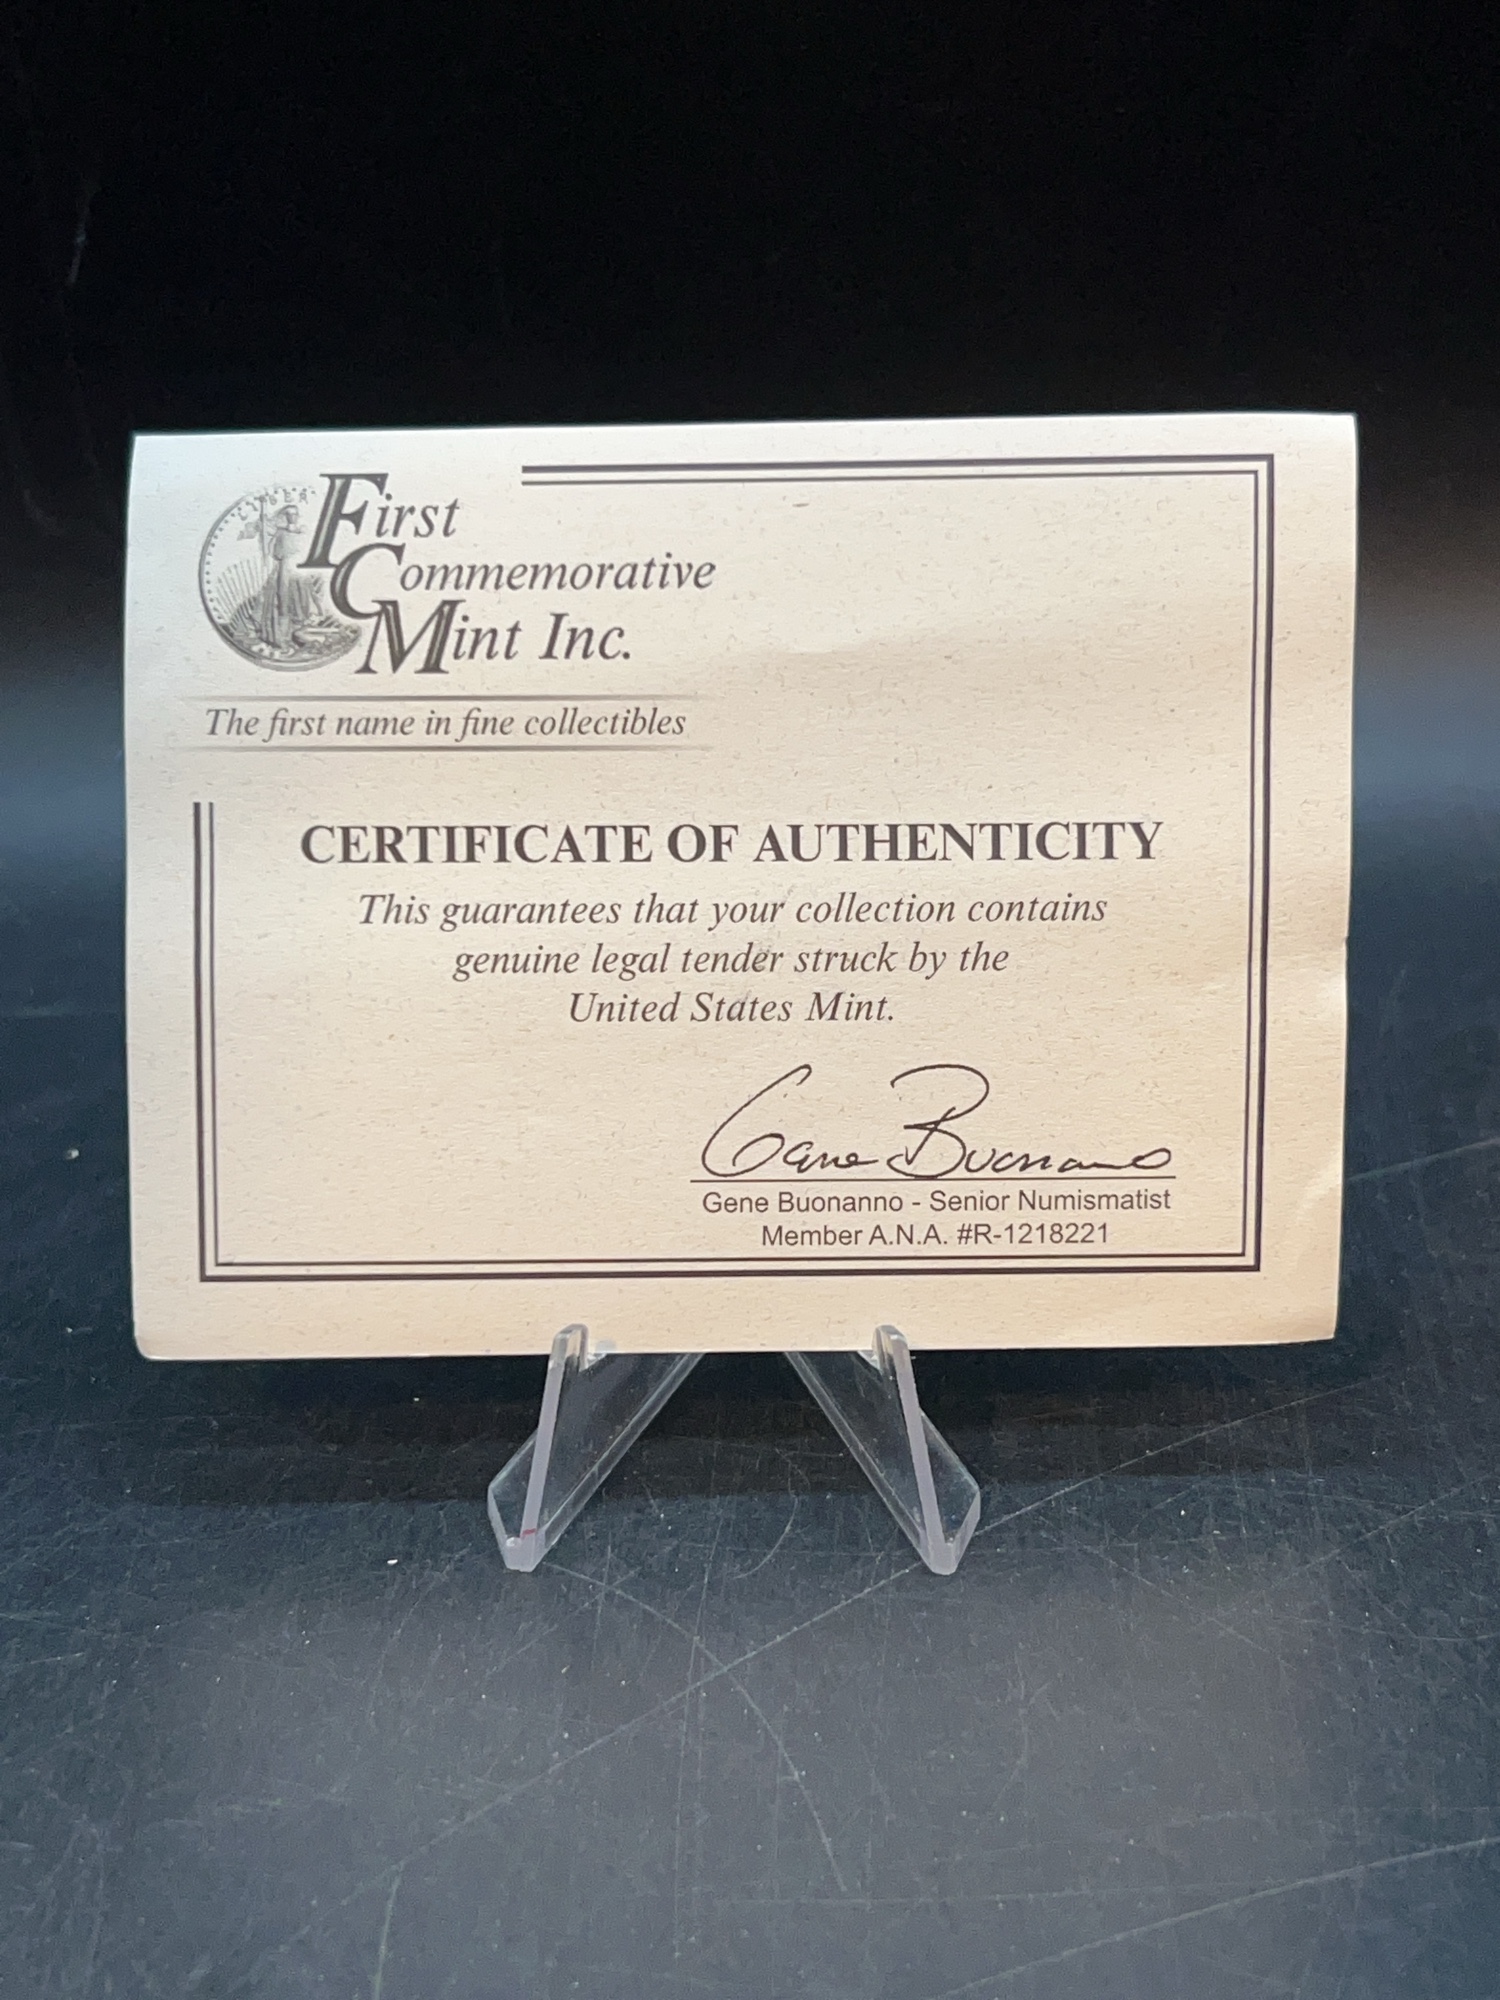 LIBER
First
Commemorative
Mint Inc.
The first name in fine collectibles
CERTIFICATE OF AUTHENTICITY
This guarantees that your collection contains
genuine legal tender struck by the
United States Mint.
Gene Buonanno
Gene Buonanno - Senior Numismatist
Member A.N.A. #R-1218221